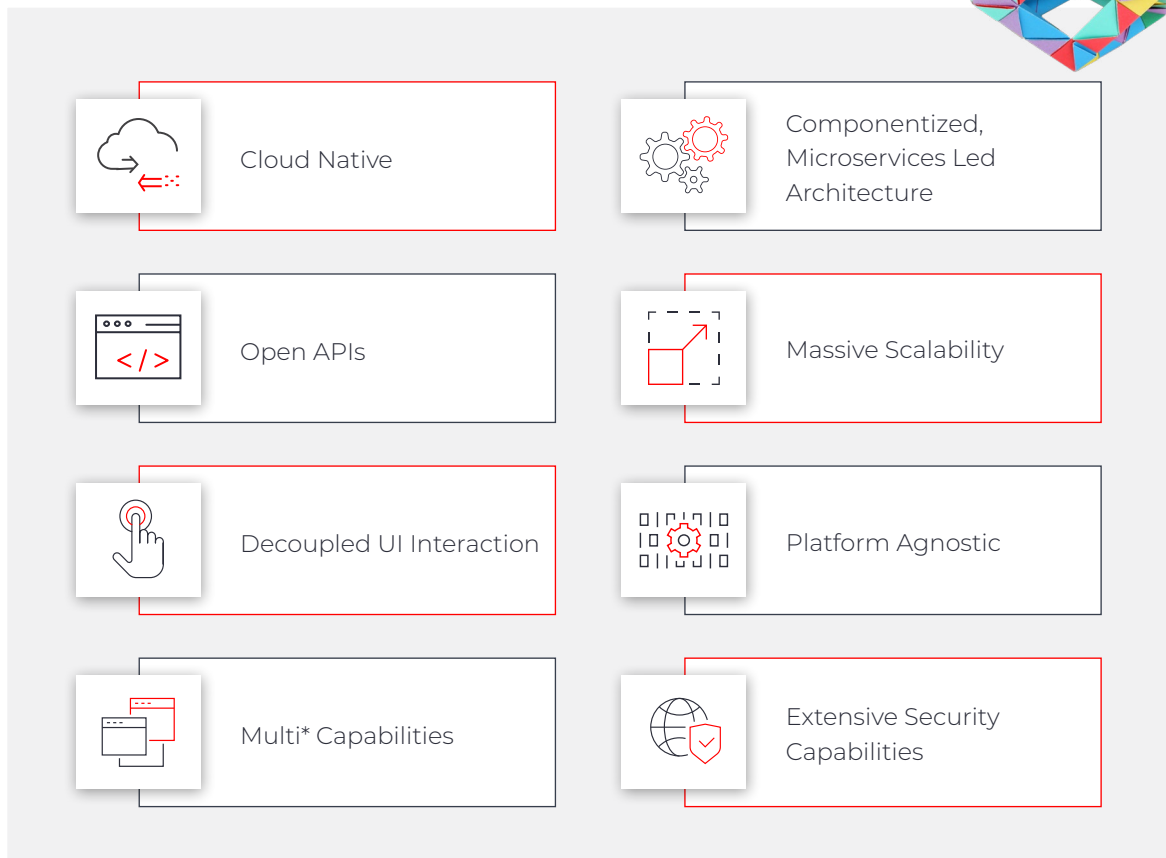 Cloud Native
Componentized,
Microservices Led
Architecture
Open APIs
</>
Massive Scalability
Decoupled UI Interaction
Platform Agnostic
Multi* Capabilities
Extensive Security
Capabilities